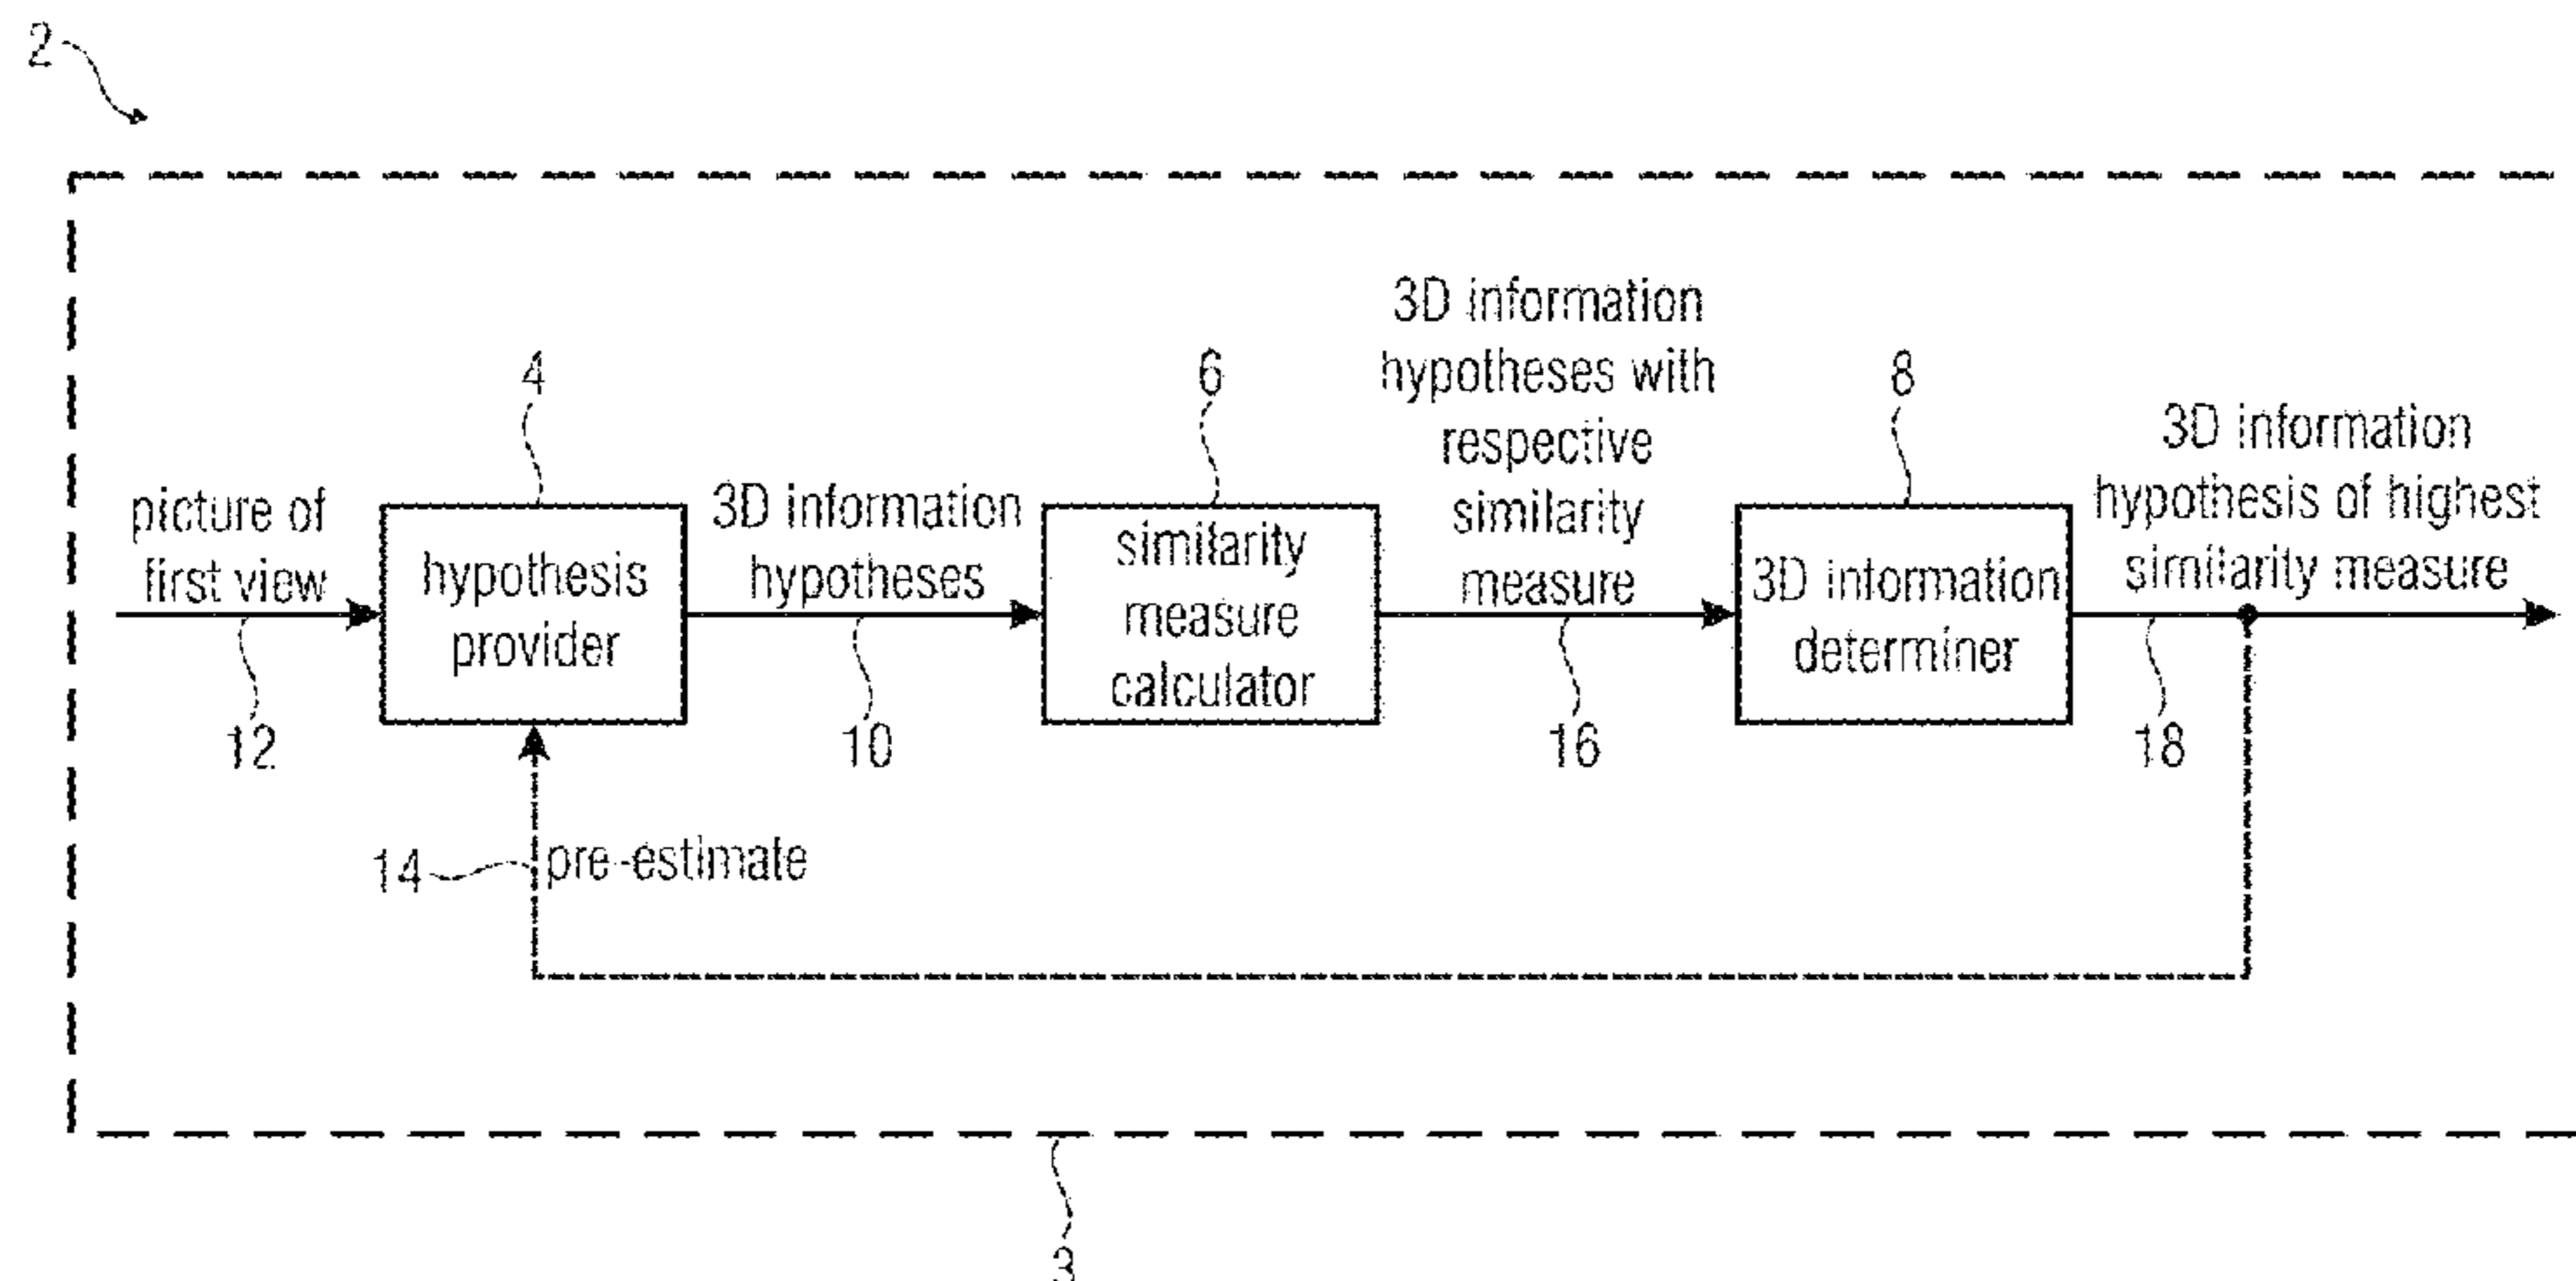 2
4
6
8
3D information
hypotheses with
respective
similarity
measure
3D information
hypothesis of highest
similarity measure
picture of
first view
hypothesis
provider
3D information
hypotheses
similarity
measure
calculator
3D information
determiner
12
10
16
18
14
pre-estimate
3